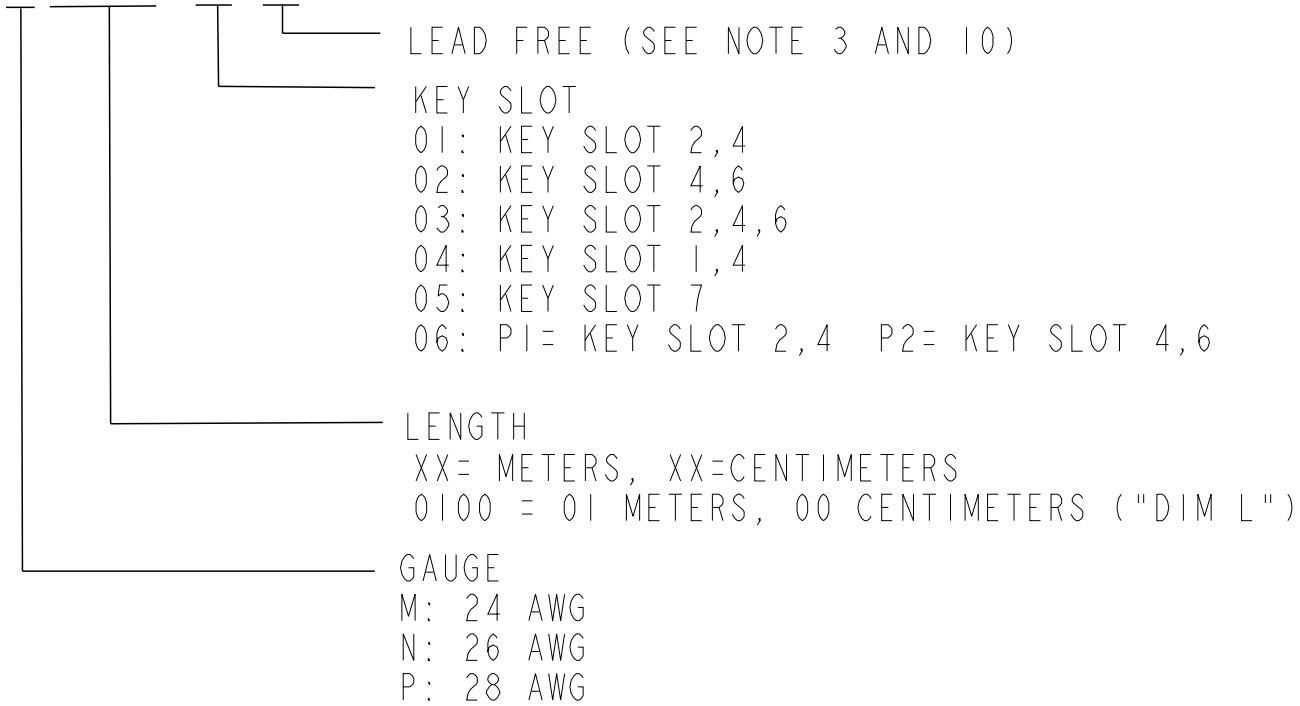 LEAD FREE (SEE NOTE 3 AND 10)
KEY SLOT
01: KEY SLOT 2,4
02: KEY SLOT 4,6
03: KEY SLOT 2,4,6
04: KEY SLOT 1,4
05: KEY SLOT 7
06: P1= KEY SLOT 2,4 P2= KEY SLOT 4,6
LENGTH
XX= METERS, XX=CENTIMETERS
0100 = 01 METERS, 00 CENTIMETERS ("DIM L")
GAUGE
M: 24 AWG
N: 26 AWG
P: 28 AWG